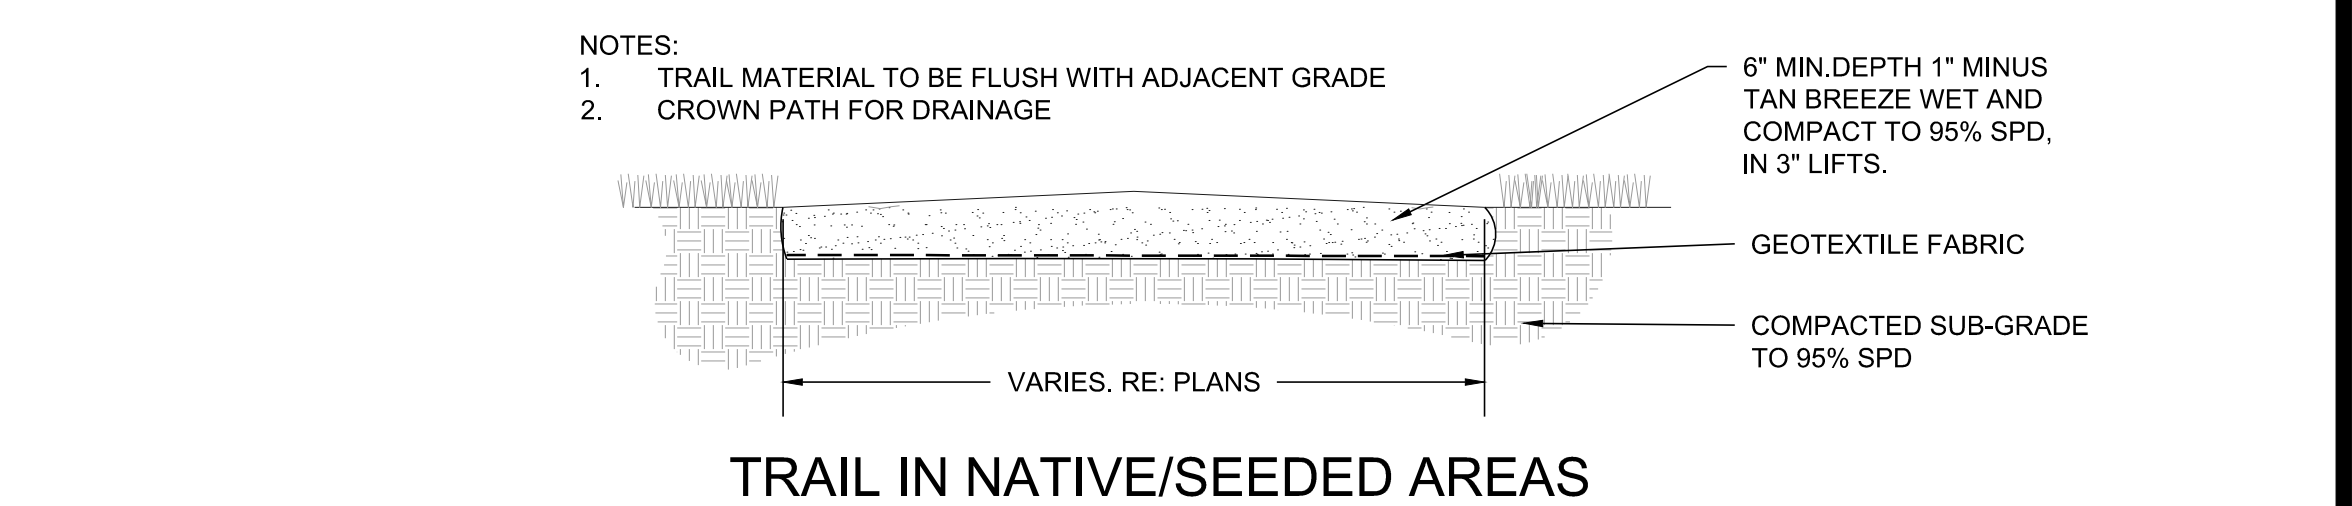 NOTES:
1. TRAIL MATERIAL TO BE FLUSH WITH ADJACENT GRADE
2. CROWN PATH FOR DRAINAGE
6" MIN.DEPTH 1" MINUS
TAN BREEZE WET AND
COMPACT TO 95% SPD,
IN 3" LIFTS.
GEOTEXTILE FABRIC
COMPACTED SUB-GRADE
TO 95% SPD
VARIES. RE: PLANS
TRAIL IN NATIVE/SEEDED AREAS